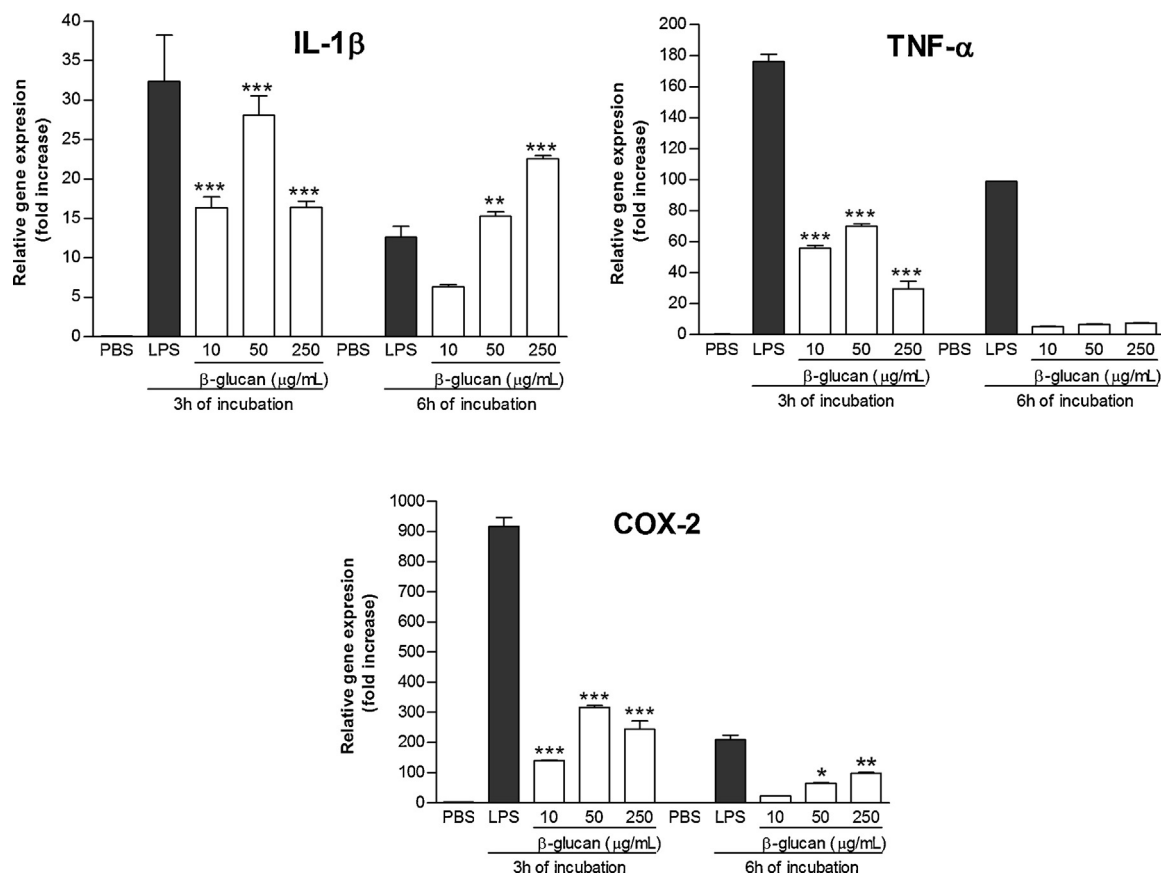 IL-1β
Relative gene expresion
(fold increase)
40
35
30
25
20
15
10
5
0
***
***
***
**
***
PBS LPS 10 50 250 PBS LPS 10 50 250
β-glucan (μg/mL) β-glucan (μg/mL)
3h of incubation 6h of incubation
TNF-α
Relative gene expresion
(fold increase)
200
180
160
140
120
100
80
60
40
20
0
***
***
***
PBS LPS 10 50 250 PBS LPS 10 50 250
β-glucan (μg/mL) β-glucan (μg/mL)
3h of incubation 6h of incubation
COX-2
Relative gene expresion
(fold increase)
1000
900
800
700
600
500
400
300
200
100
0
***
***
***
*
**
PBS LPS 10 50 250 PBS LPS 10 50 250
β-glucan (μg/mL) β-glucan (μg/mL)
3h of incubation 6h of incubation